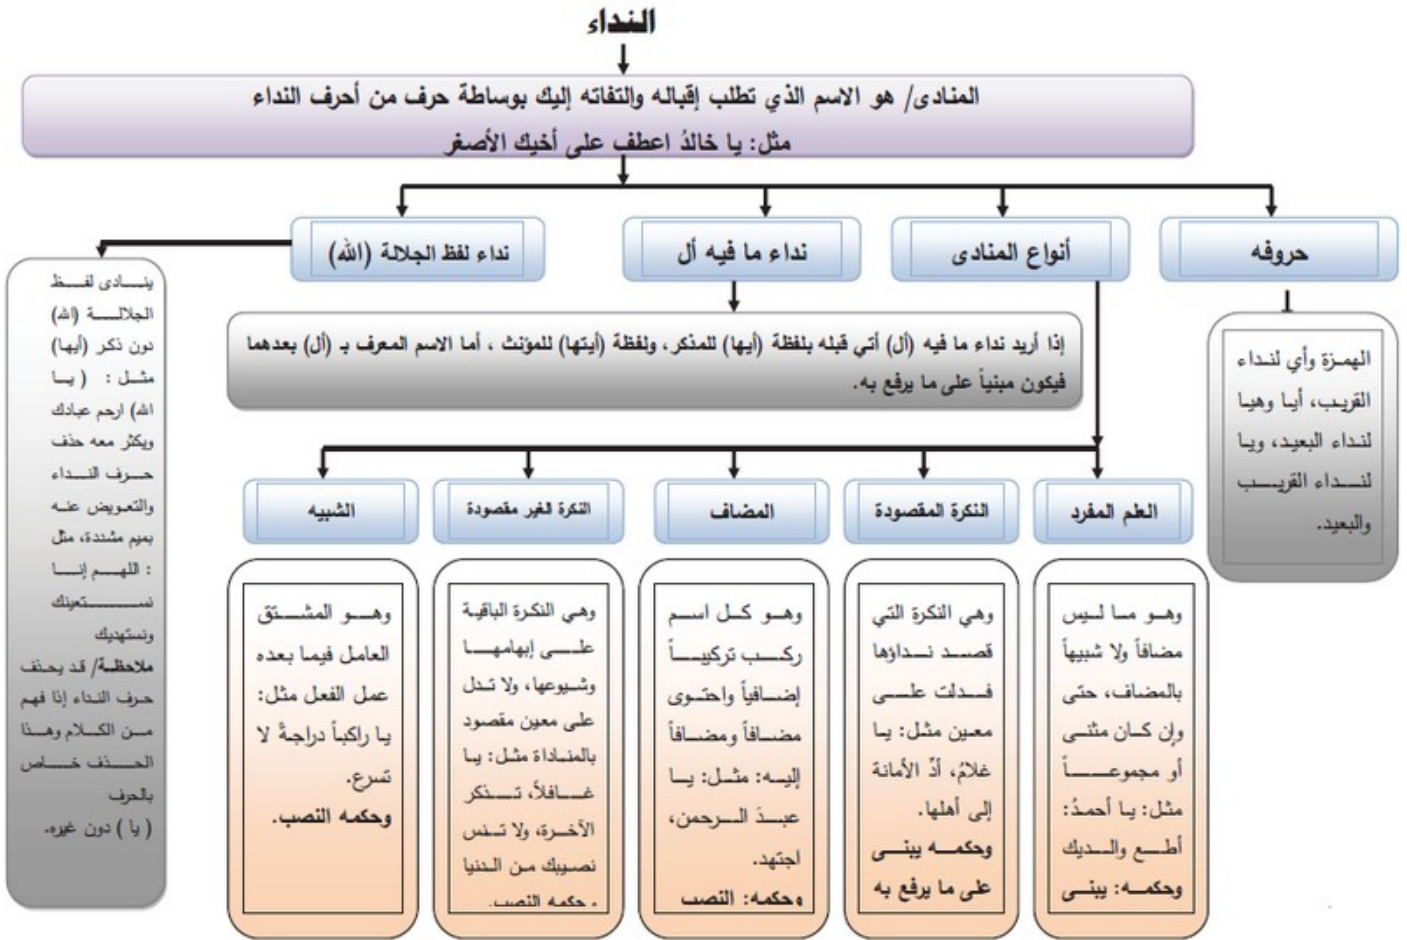 النداء
المنادى/ هو الاسم الذي تطلب إقباله والتفاته إليك بوساطة حرف من أحرف النداء
مثل: يا خالدُ اعطف على أخيك الأصغر
حروفه
أنواع المنادى
نداء ما فيه أل
نداء لفظ الجلالة (الله)
الهمزة وأي لنداء
القريب، أيا وهيا
لنداء البعيد، ويا
لنداء القريب
والبعيد.
إذا أريد نداء ما فيه (أل) أتي قبله بلفظة (أيها) للمذكر، ولفظة (أيتها) للمؤنث ، أما الاسم المعرف بـ (أل) بعدهما
فيكون مبنياً على ما يرفع به.
ينادى لفظ
الجلالة (الله)
دون ذكر (أيها)
مثل : ( يا
الله) ارحم عبادك
ويكثر معه حذف
حرف النداء
والتعويض عنه
بميم مشددة، مثل
: اللهم إنا
نستعينك
ونستهديك
ملاحظة/ قد يحذف
حرف النداء إذا فهم
من الكلام وهذا
الحذف خاص
بالحرف
( يا ) دون غيره.
العلم المفرد
النكرة المقصودة
المضاف
النكرة الغير مقصودة
الشبيه
وهو ما ليس
مضافاً ولا شبيهاً
بالمضاف، حتى
وإن كان مثنى
أو مجموعاً
مثل: يا أحمدُ:
أطع والديك
وحكمه: يبنى
وهي النكرة التي
قصد نداؤها
فدلت على
معين مثل: يا
غلامُ، أدِّ الأمانة
إلى أهلها.
وحكمه يبنى
على ما يرفع به
وهو كل اسم
ركب تركيباً
إضافياً واحتوى
مضافاً ومضافاً
إليه: مثل: يا
عبدَ الرحمن،
اجتهد.
وحكمه: النصب
وهي النكرة الباقية
على إبهامها
وشيوعها، ولا تدل
على معين مقصود
بالمناداة مثل: يا
غافلاً، تذكر
الآخرة، ولا تنس
نصيبك من الدنيا
وحكمه النصب.
وهو المشتق
العامل فيما بعده
عمل الفعل مثل:
يا راكباً دراجةً لا
تسرع.
وحكمه النصب.